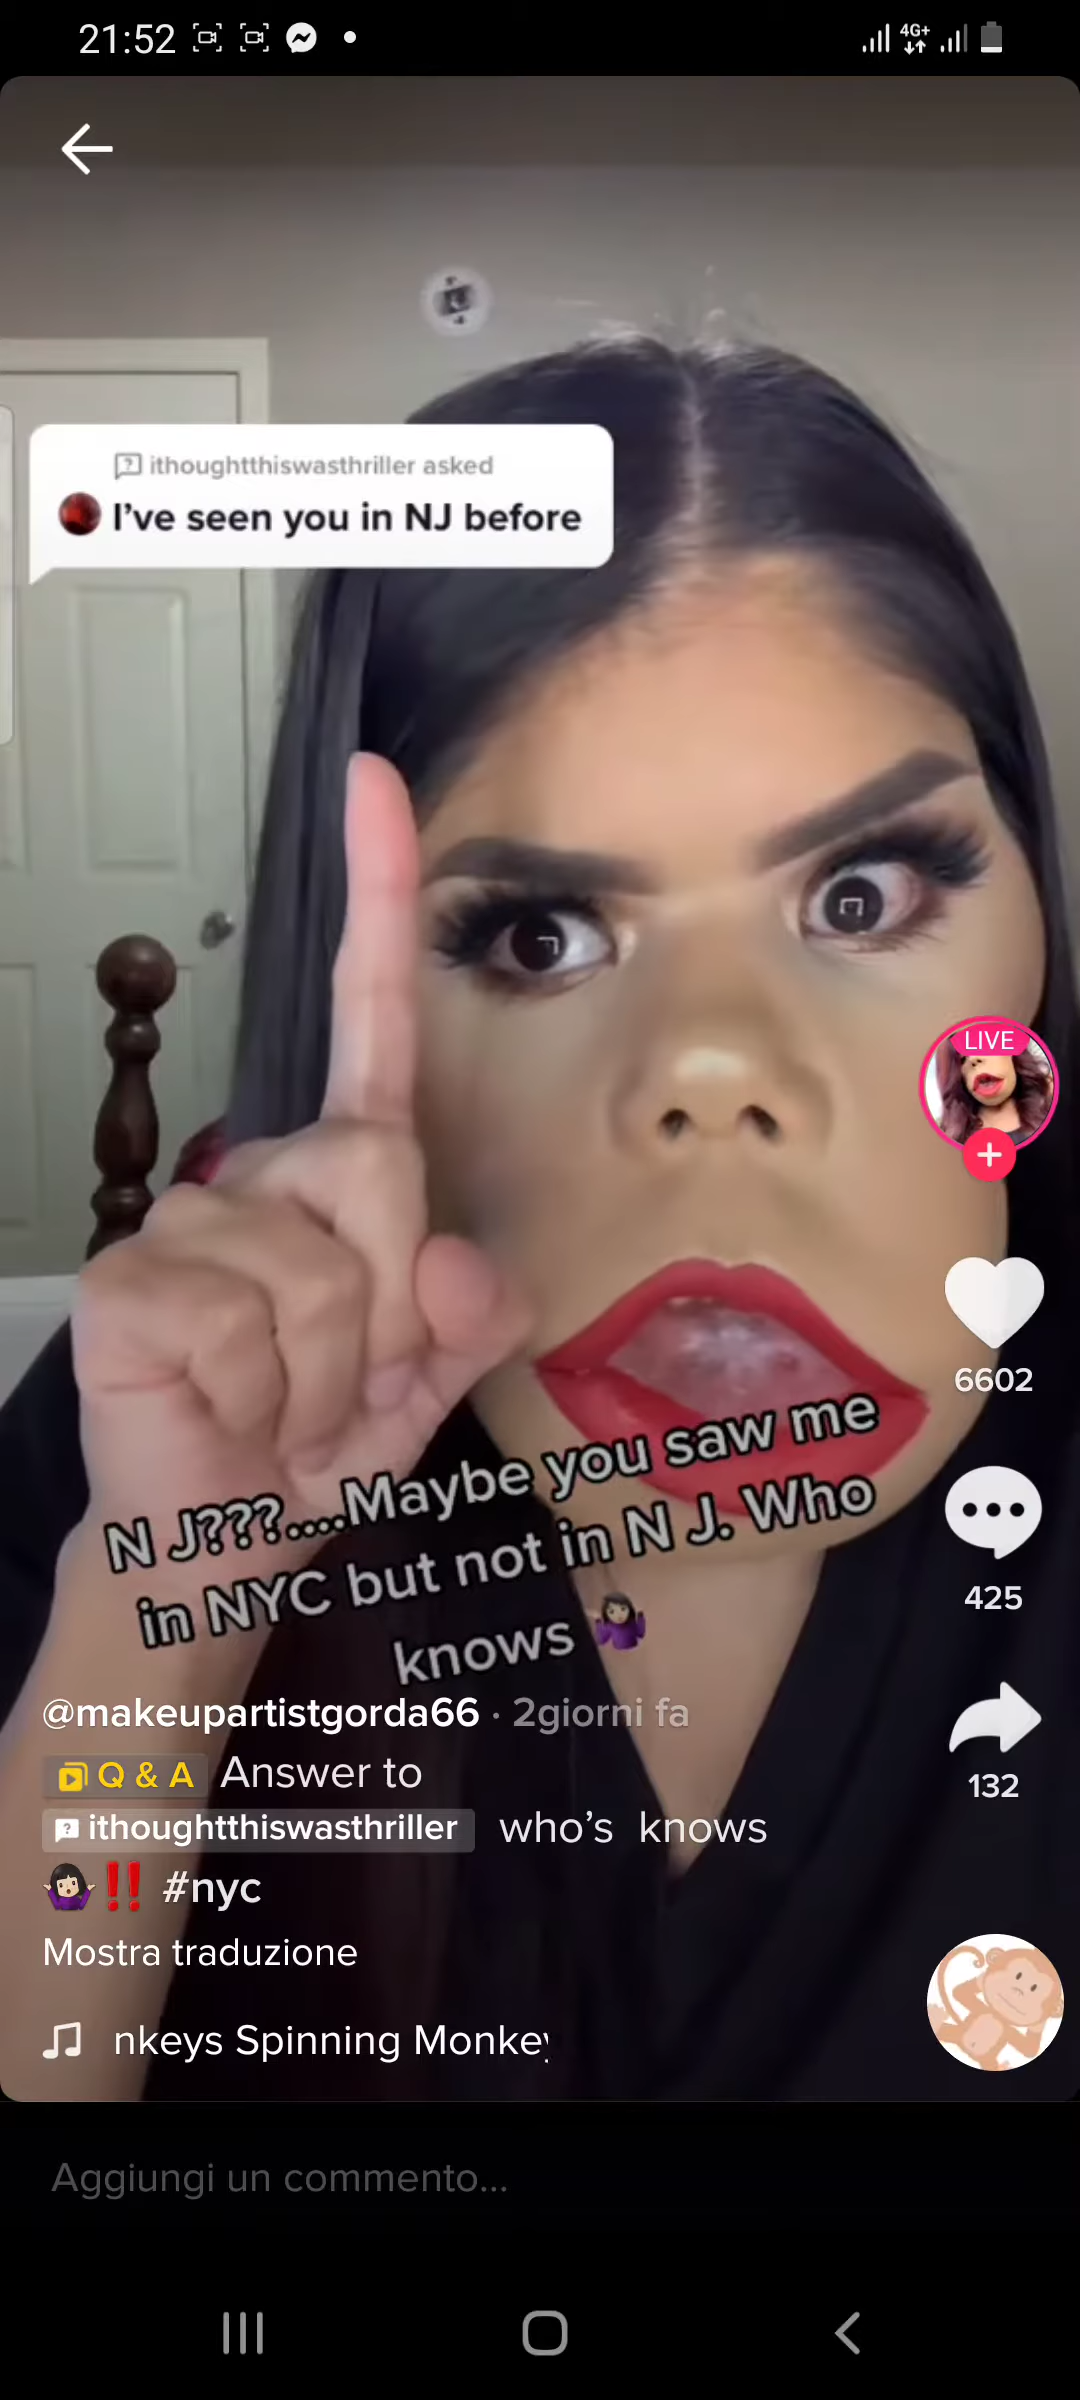 21:52
4G+
ithoughtthiswasthriller asked
I've seen you in NJ before
LIVE
6602
N J???....Maybe you saw me
in NYC but not in N J. Who
knows 🤷🏻‍♀️
425
@makeupartistgorda66 · 2giorni fa
Q & A Answer to
ithoughtthiswasthriller who's knows
🤷🏻‍♀️‼️ #nyc
132
Mostra traduzione
nkeys Spinning Monkey
Aggiungi un commento...